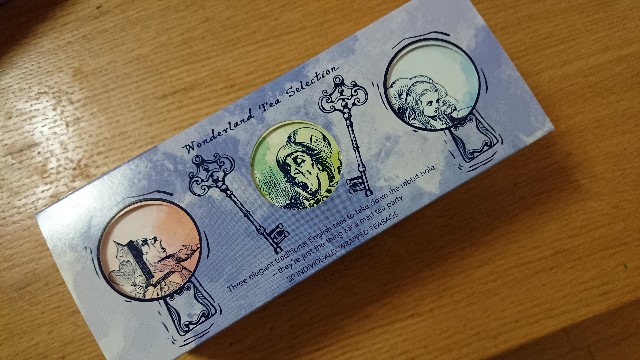 Wonderland Tea Selection
Three elegant traditional English teas to take down the rabbit hole
- they're just the thing for a mad tea party
30 INDIVIDUALLY WRAPPED TEABAGS